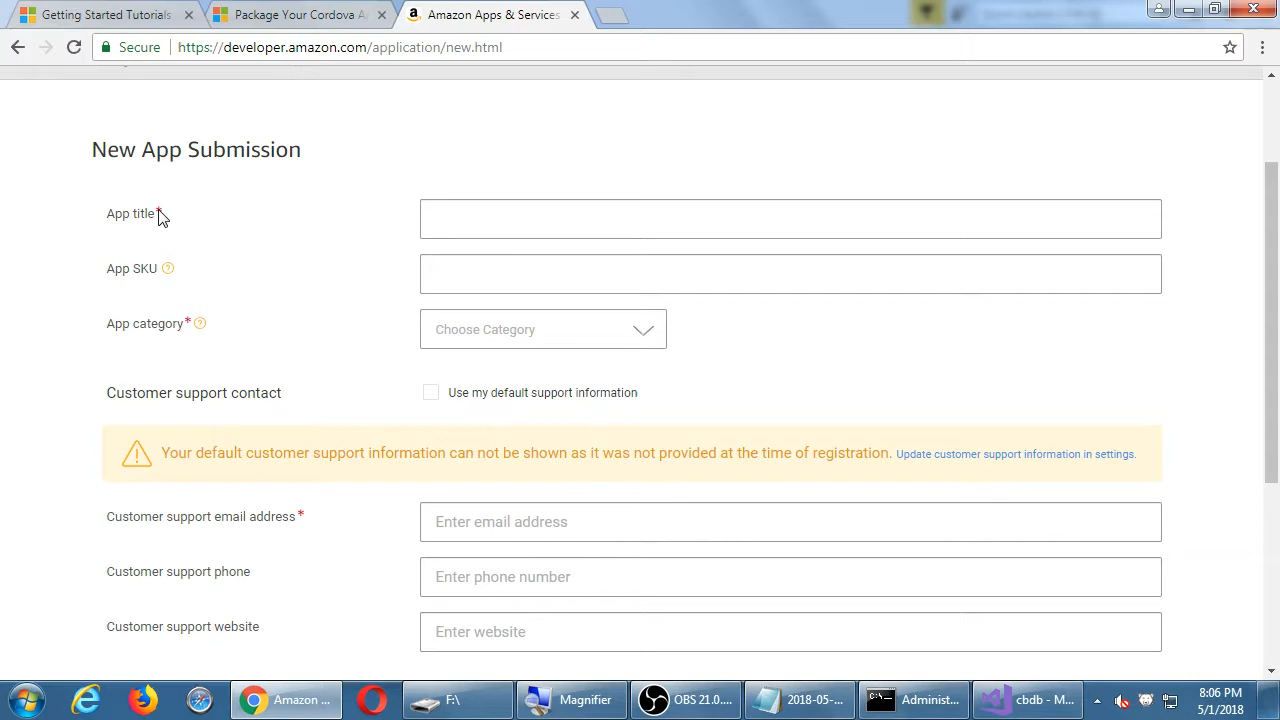 Getting Started Tutorials
Package Your Cordova A
Amazon Apps & Services
Secure
https://developer.amazon.com/application/new.html
New App Submission
App title*
App SKU ?
App category* ?
Choose Category
Customer support contact
Use my default support information
Your default customer support information can not be shown as it was not provided at the time of registration. Update customer support information in settings.
Customer support email address*
Enter email address
Customer support phone
Enter phone number
Customer support website
Enter website
Amazon ...
F:\
Magnifier
OBS 21.0....
2018-05-...
Administ...
cbdb - M...
8:06 PM
5/1/2018